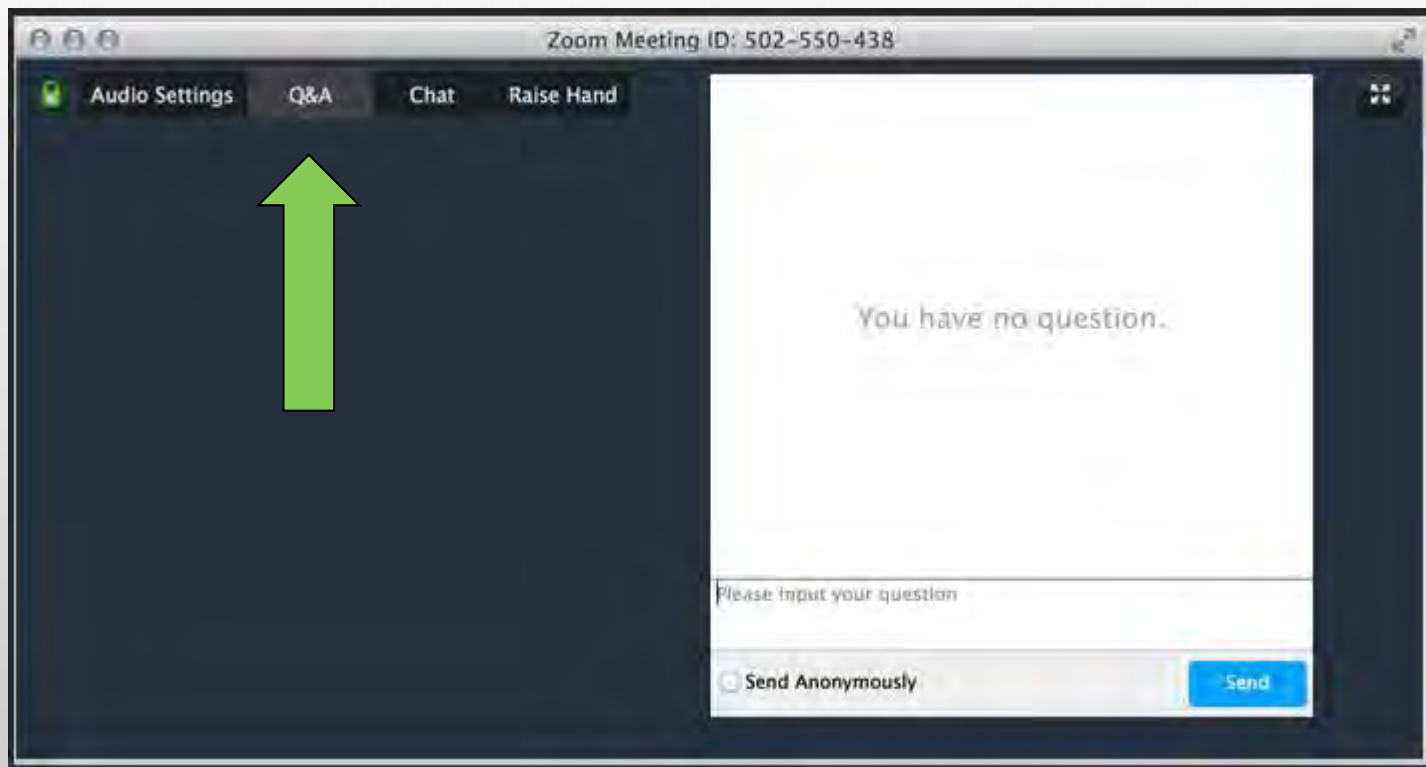 Zoom Meeting ID: 502-550-438
Audio Settings Q&A Chat Raise Hand
You have no question.
Please input your question
Send Anonymously Send